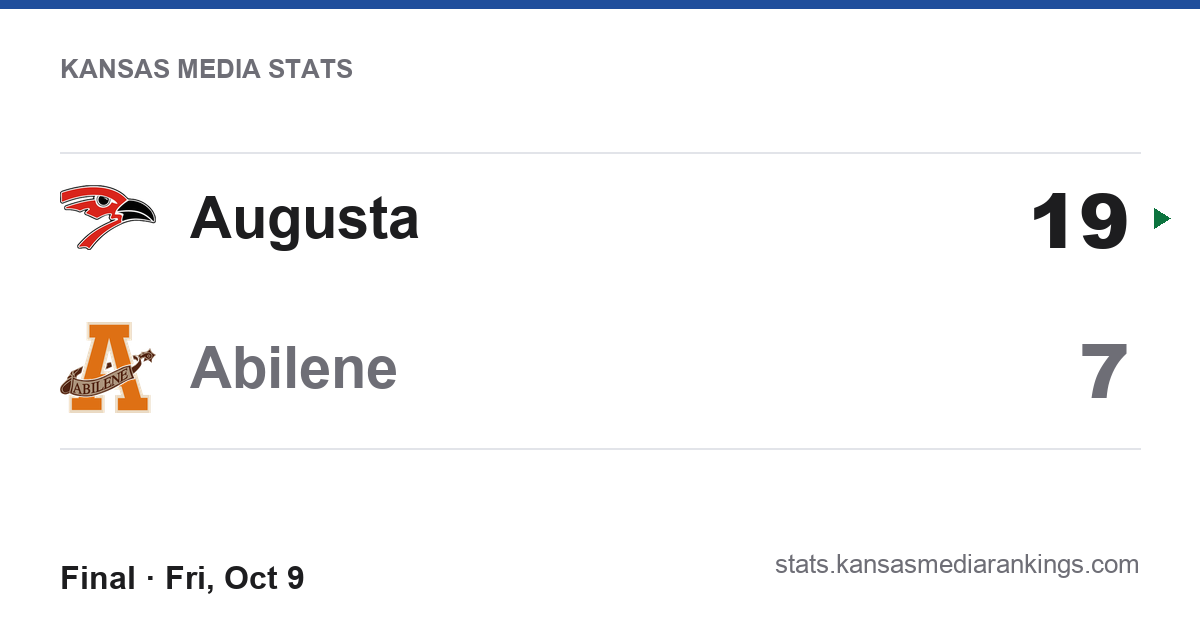 KANSAS MEDIA STATS
Augusta 19
ABILENE
Abilene 7
Final · Fri, Oct 9
stats.kansasmediarankings.com